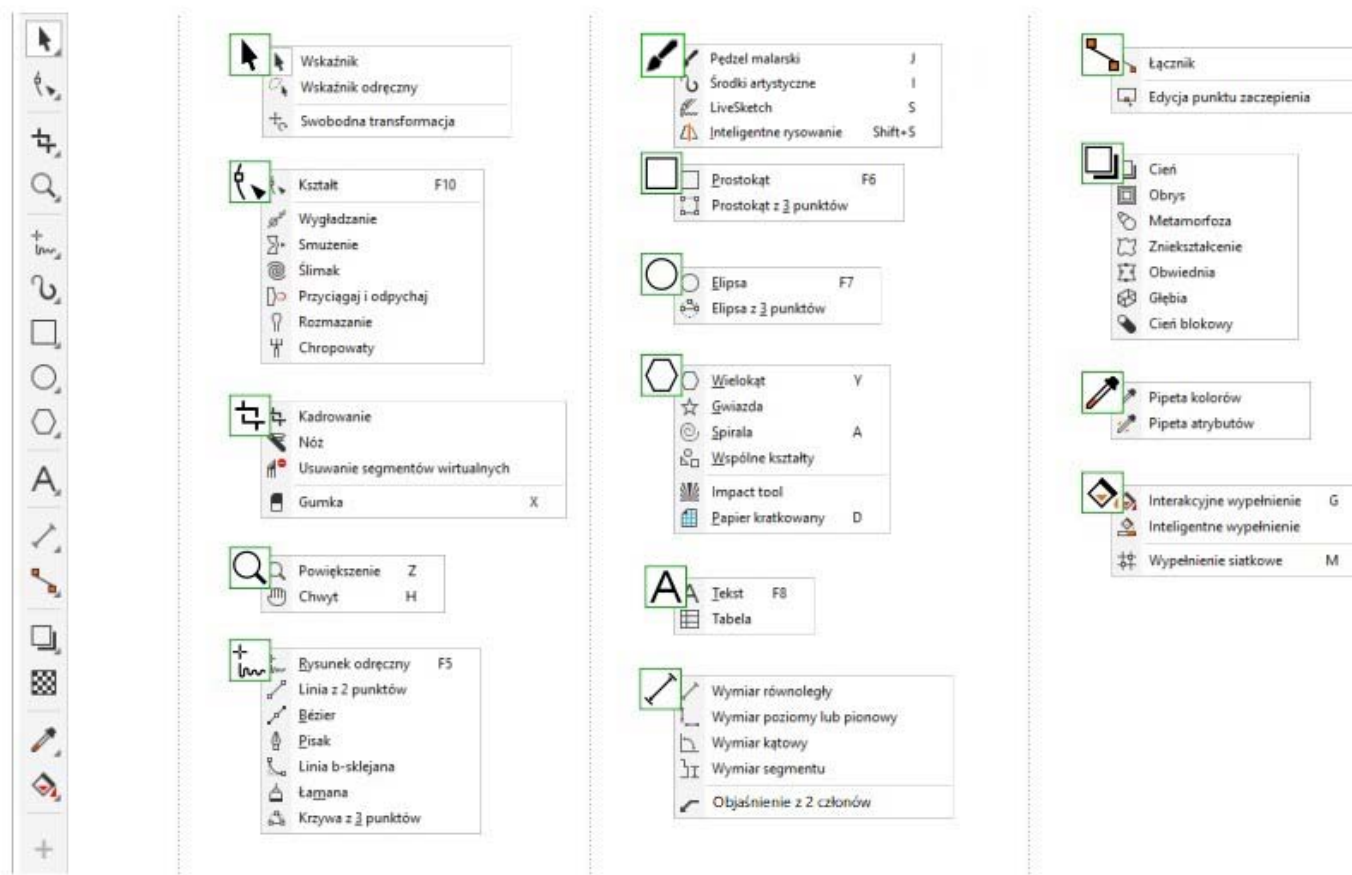 Wskaźnik
Wskaźnik odręczny
Swobodna transformacja
Kształt F10
Wygładzanie
Smużenie
Ślimak
Przyciągaj i odpychaj
Rozmazanie
Chropowaty
Kadrowanie
Nóż
Usuwanie segmentów wirtualnych
Gumka X
Powiększenie Z
Chwyt H
Rysunek odręczny F5
Linia z 2 punktów
Bézier
Pisak
Linia b-sklejana
Łamana
Krzywa z 3 punktów
Pędzel malarski J
Środki artystyczne I
LiveSketch S
Inteligentne rysowanie Shift+S
Prostokąt F6
Prostokąt z 3 punktów
Elipsa F7
Elipsa z 3 punktów
Wielokąt Y
Gwiazda
Spirala A
Wspólne kształty
Impact tool
Papier kratkowany D
Tekst F8
Tabela
Wymiar równoległy
Wymiar poziomy lub pionowy
Wymiar kątowy
Wymiar segmentu
Objaśnienie z 2 członów
Łącznik
Edycja punktu zaczepienia
Cień
Obrys
Metamorfoza
Zniekształcenie
Obwiednia
Głębia
Cień blokowy
Pipeta kolorów
Pipeta atrybutów
Interakcyjne wypełnienie G
Inteligentne wypełnienie
Wypełnienie siatkowe M